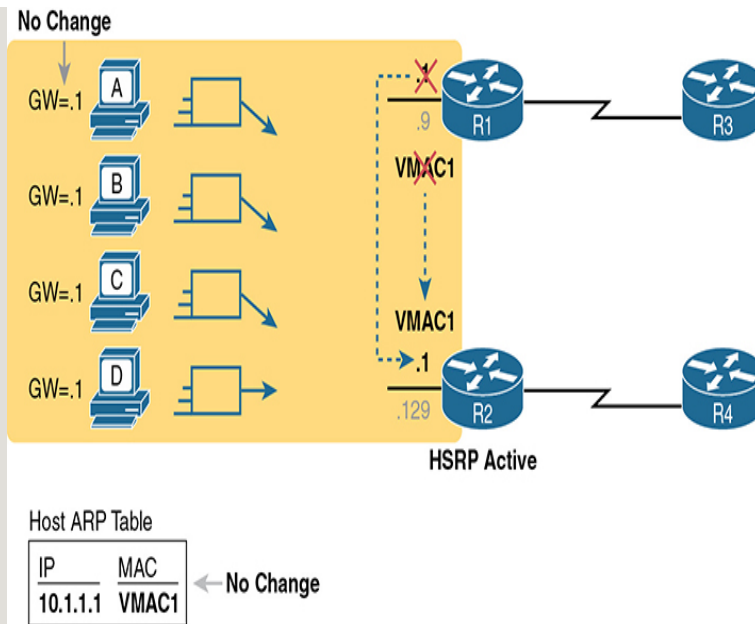 No Change
GW=.1
A
.1
R1
R3
.9
GW=.1
B
VMAC1
GW=.1
C
VMAC1
.1
GW=.1
D
R2
R4
.129
HSRP Active
Host ARP Table
IP MAC
10.1.1.1 VMAC1
No Change